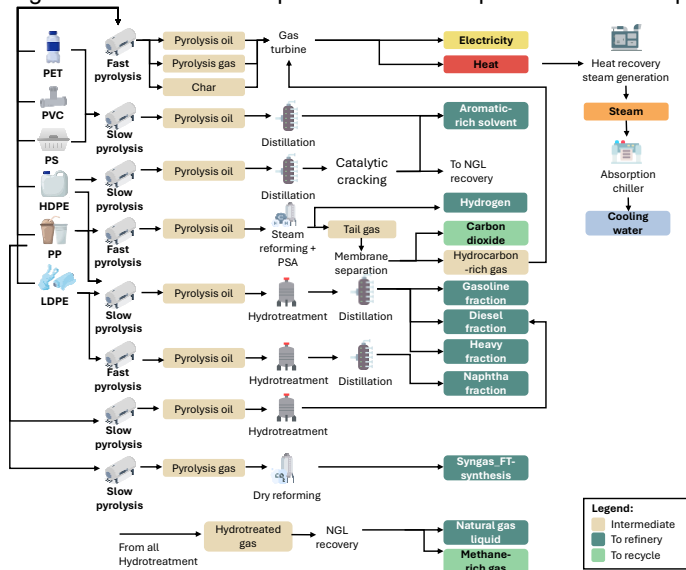 PET
PVC
PS
HDPE
PP
LDPE
Fast
pyrolysis
Pyrolysis oil
Pyrolysis gas
Char
Gas
turbine
Electricity
Heat
Heat recovery
steam generation
Steam
Absorption
chiller
Cooling
water
Slow
pyrolysis
Pyrolysis oil
Distillation
Aromatic-
rich solvent
Slow
pyrolysis
Pyrolysis oil
Distillation
Catalytic
cracking
To NGL
recovery
Fast
pyrolysis
Pyrolysis oil
Steam
reforming +
PSA
Hydrogen
Tail gas
Membrane
separation
Carbon
dioxide
Hydrocarbon
-rich gas
Slow
pyrolysis
Pyrolysis oil
Hydrotreatment
Distillation
Gasoline
fraction
Diesel
fraction
Heavy
fraction
Fast
pyrolysis
Pyrolysis oil
Hydrotreatment
Distillation
Naphtha
fraction
Slow
pyrolysis
Pyrolysis oil
Hydrotreatment
Slow
pyrolysis
Pyrolysis gas
Dry reforming
Syngas_FT-
synthesis
From all
Hydrotreatment
Hydrotreated
gas
NGL
recovery
Natural gas
liquid
Methane-
rich gas
Legend:
Intermediate
To refinery
To recycle